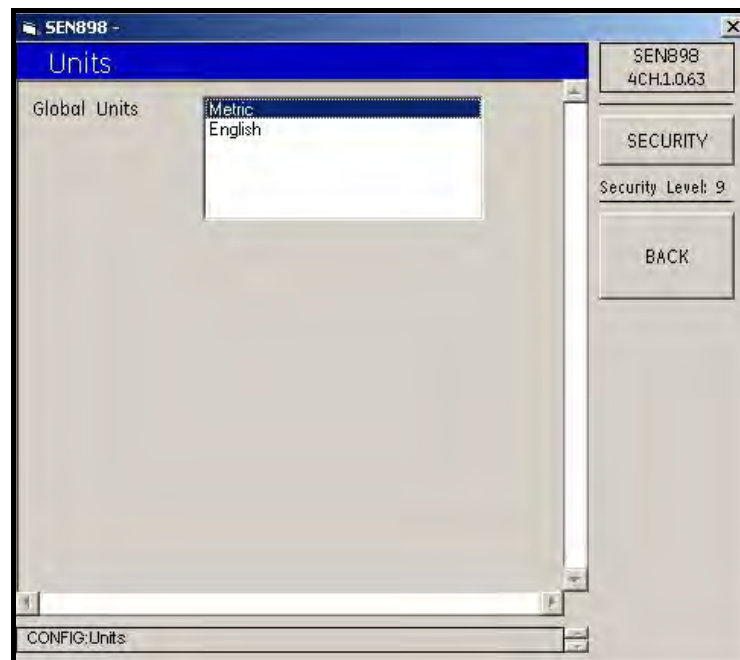 SEN898 -
Units
Global Units
Metric
English
SEN898
4CH.1.0.63
SECURITY
Security Level: 9
BACK
CONFIG:Units